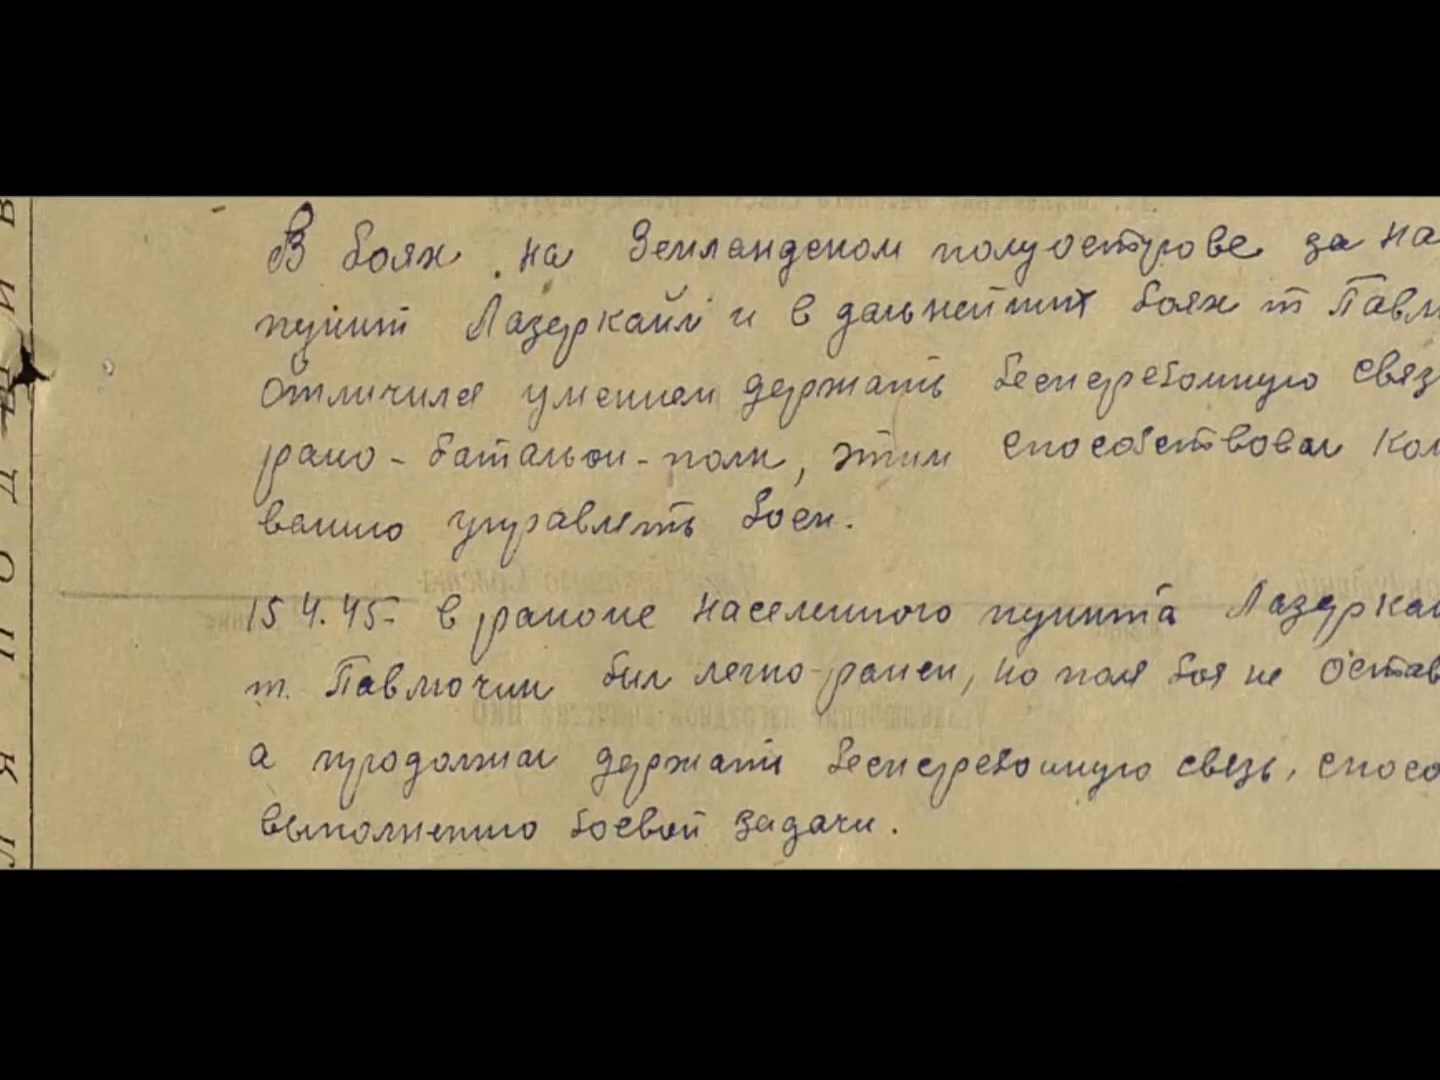 В боях на Земландском полуострове за на
пункт Лазеркайм и в дальнейших боях т Павл
отличился умением держать бесперебойную связ
рано-батальон-полк, этим способствовал ком
ванию управлять боем.
15 4.45- в районе населенного пункта Лазеркай
т. Павлючик был легко ранен, но поля боя не остав
а продолжал держать бесперебойную связь, спосо
выполнению боевой задачи.